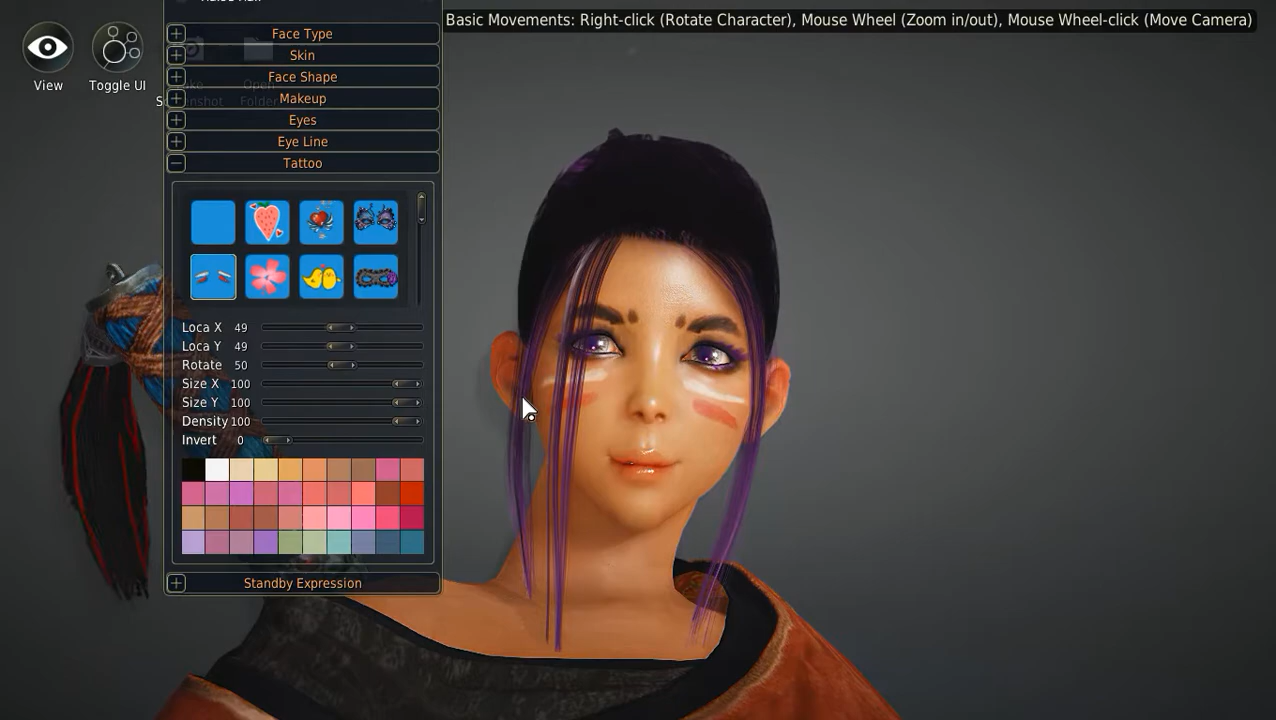 Basic Movements: Right-click (Rotate Character), Mouse Wheel (Zoom in/out), Mouse Wheel-click (Move Camera)
View
Toggle UI
Open
Folder
Face Type
Skin
Face Shape
Makeup
Eyes
Eye Line
Tattoo
Loca X 49
Loca Y 49
Rotate 50
Size X 100
Size Y 100
Density 100
Invert 0
Standby Expression